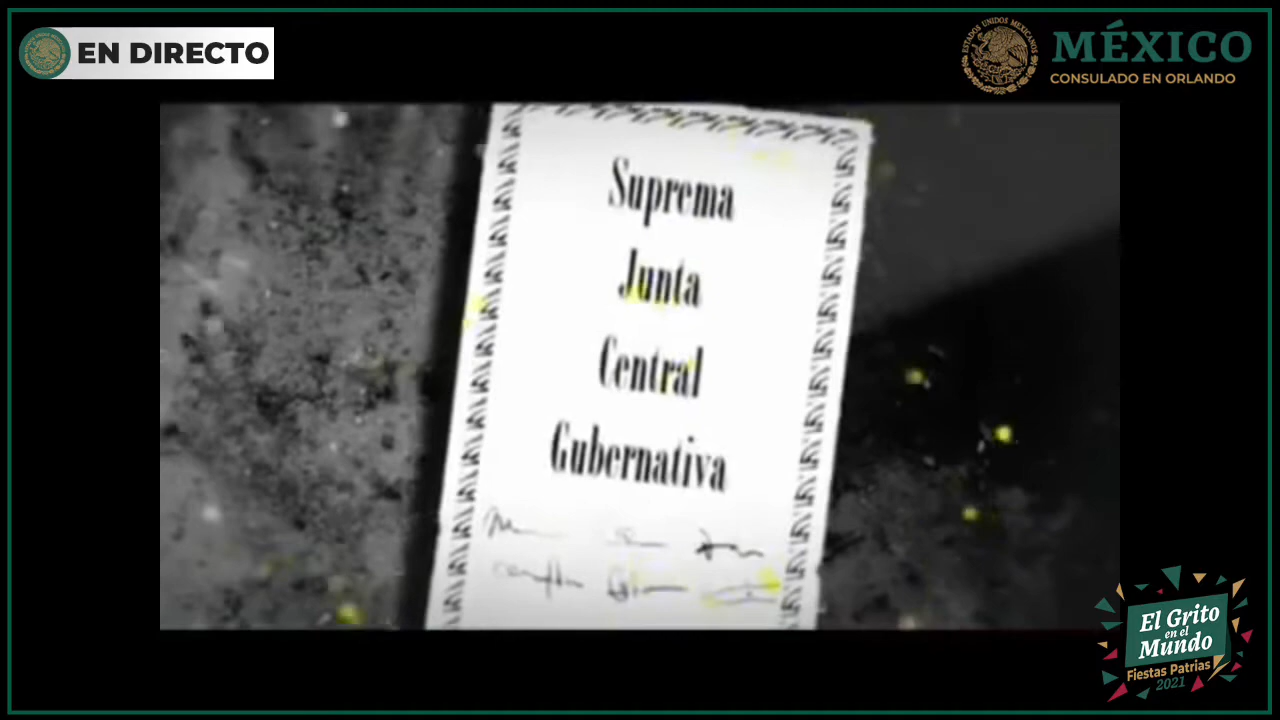 EN DIRECTO
MÉXICO
CONSULADO EN ORLANDO
Suprema
Junta
Central
Gubernativa
El Grito
en el
Mundo
Fiestas Patrias
2021